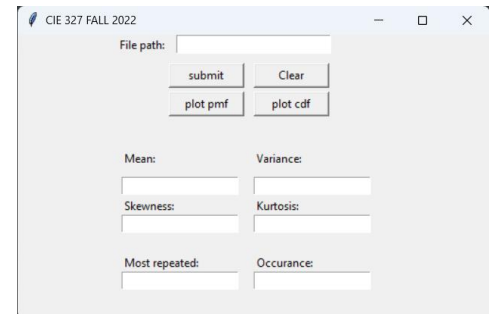 CIE 327 FALL 2022
File path:
submit Clear
plot pmf plot cdf
Mean: Variance:
Skewness: Kurtosis:
Most repeated: Occurance: